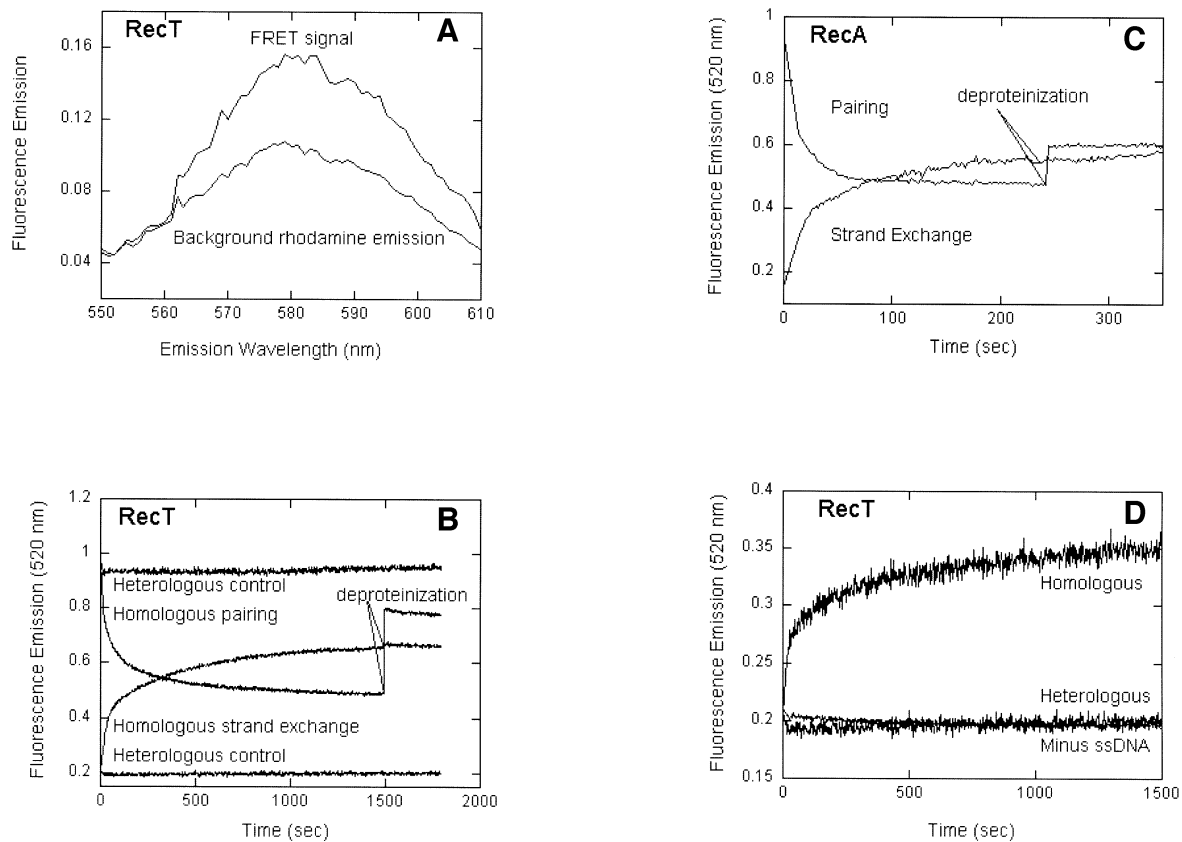 RecT
A
FRET signal
Background rhodamine emission
Fluorescence Emission
0.16
0.12
0.08
0.04
550
560
570
580
590
600
610
Emission Wavelength (nm)
RecA
C
Pairing
deproteinization
Strand Exchange
Fluorescence Emission (520 nm)
1
0.8
0.6
0.4
0.2
0
100
200
300
Time (sec)
RecT
B
Heterologous control
Homologous pairing
deproteinization
Homologous strand exchange
Heterologous control
Fluorescence Emission (520 nm)
1.2
1
0.8
0.6
0.4
0.2
0
500
1000
1500
2000
Time (sec)
RecT
D
Homologous
Heterologous
Minus ssDNA
Fluorescence Emission (520 nm)
0.4
0.35
0.3
0.25
0.2
0.15
0
500
1000
1500
Time (sec)